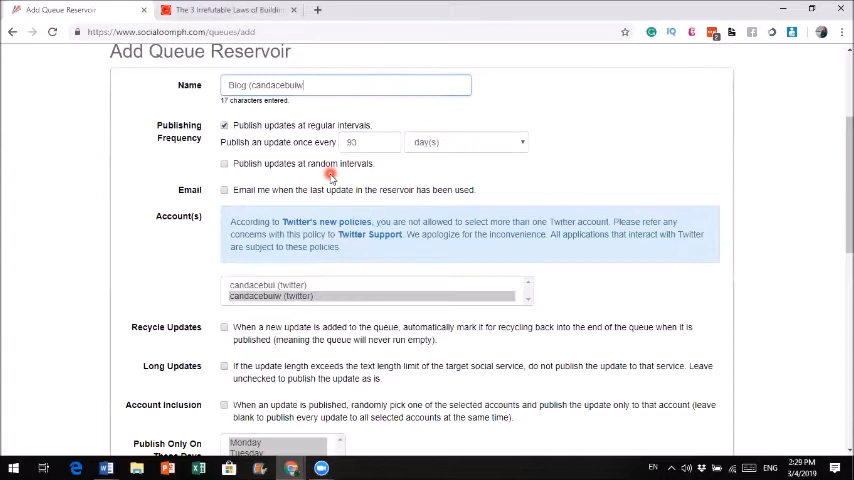 Add Queue Reservoir
The 3 Irrefutable Laws of Buildin
https://www.socialoomph.com/queues/add
Add Queue Reservoir
Name
Blog (candacebuiw
17 characters entered.
Publishing Frequency
Publish updates at regular intervals.
Publish an update once every 93 day(s)
Publish updates at random intervals.
Email
Email me when the last update in the reservoir has been used.
Account(s)
According to Twitter's new policies, you are not allowed to select more than one Twitter account. Please refer any
concerns with this policy to Twitter Support. We apologize for the inconvenience. All applications that interact with Twitter
are subject to these policies.
candacebui (twitter)
candacebuiw (twitter)
Recycle Updates
When a new update is added to the queue, automatically mark it for recycling back into the end of the queue when it is
published (meaning the queue will never run empty).
Long Updates
If the update length exceeds the text length limit of the target social service, do not publish the update to that service. Leave
unchecked to publish the update as is.
Account Inclusion
When an update is published, randomly pick one of the selected accounts and publish the update only to that account (leave
blank to publish every update to all selected accounts at the same time).
Publish Only On
These Days
Monday
Tuesday
EN
ENG
2:29 PM
3/4/2019